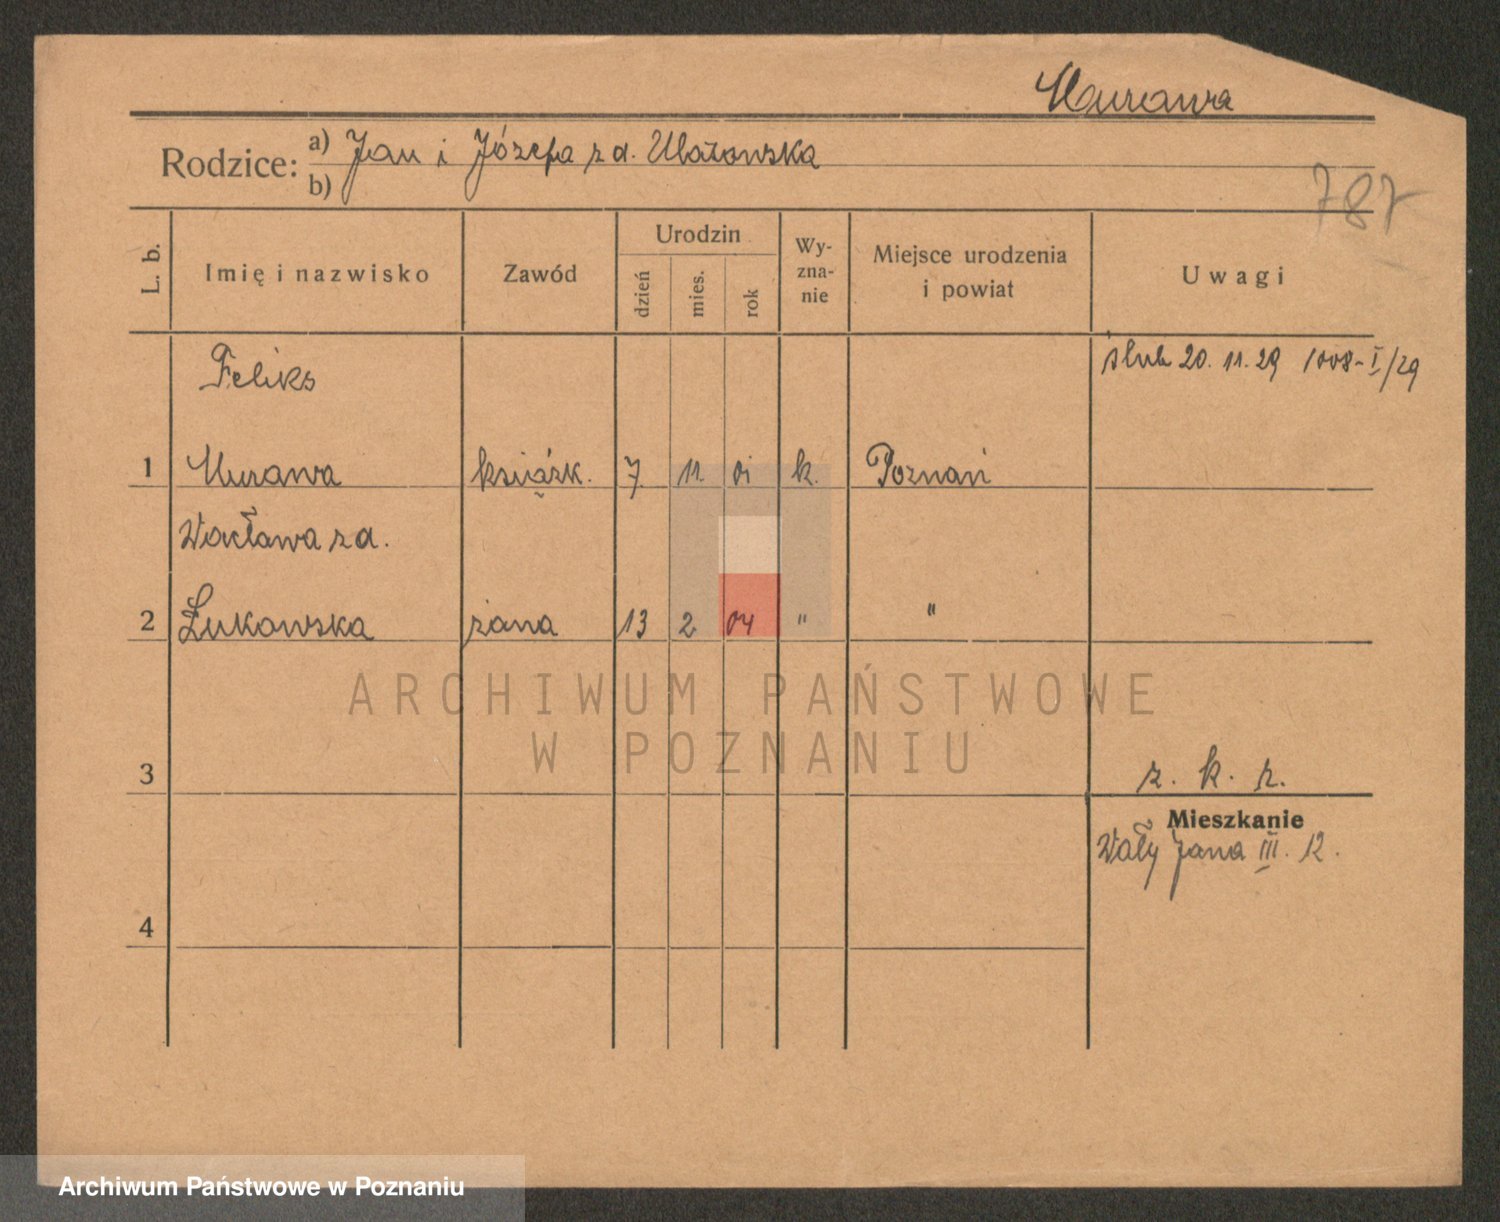 Murawa
Rodzice: a) Jan i Józefa z d. Ulatowska
b)
787
L. b.
Imię i nazwisko
Zawód
Urodzin
dzień
mies.
rok
Wy-
zna-
nie
Miejsce urodzenia
i powiat
Uwagi
Feliks
ślub 20. 11. 29 1008-I/29
1 Murawa książk. 7. 11. 01 k. Poznań
Wacława z d.
2 Żukowska żona 13 2 04 " "
ARCHIWUM PAŃSTWOWE
W POZNANIU
3
z. k. r.
Mieszkanie
Wały Jana III. 12.
4
Archiwum Państwowe w Poznaniu